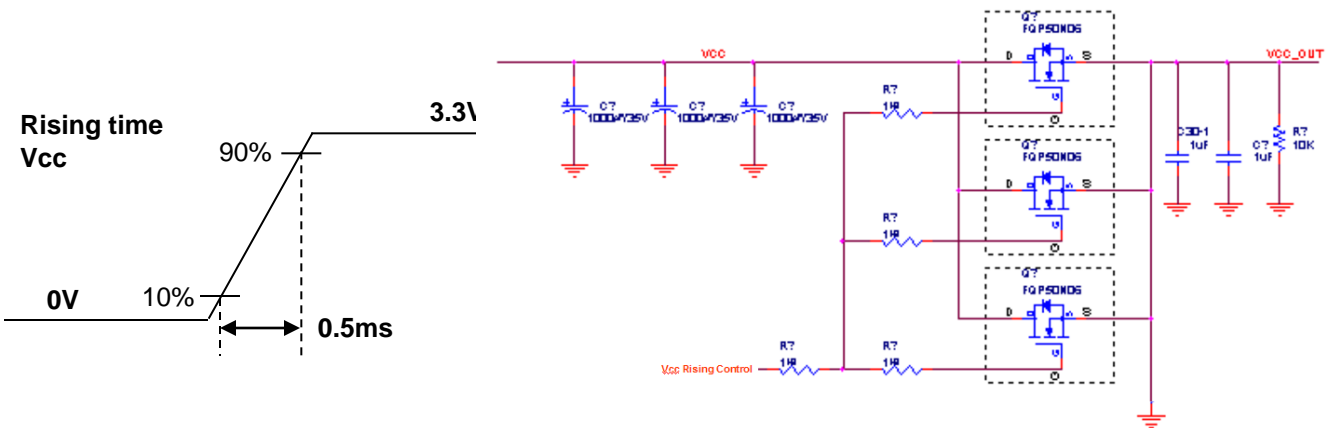 Rising time
Vcc
3.3V
90%
10%
0V
0.5ms
VCC
VCC_OUT
Q?
FQP50N06
D
S
G
R?
1K
C?
1000uF/35V
C?
1000uF/35V
C?
1000uF/35V
C30-1
1uF
C?
1uF
R?
10K
Q?
FQP50N06
D
S
G
R?
1K
Q?
FQP50N06
D
S
G
R?
1K
R?
1K
Vcc Rising Control